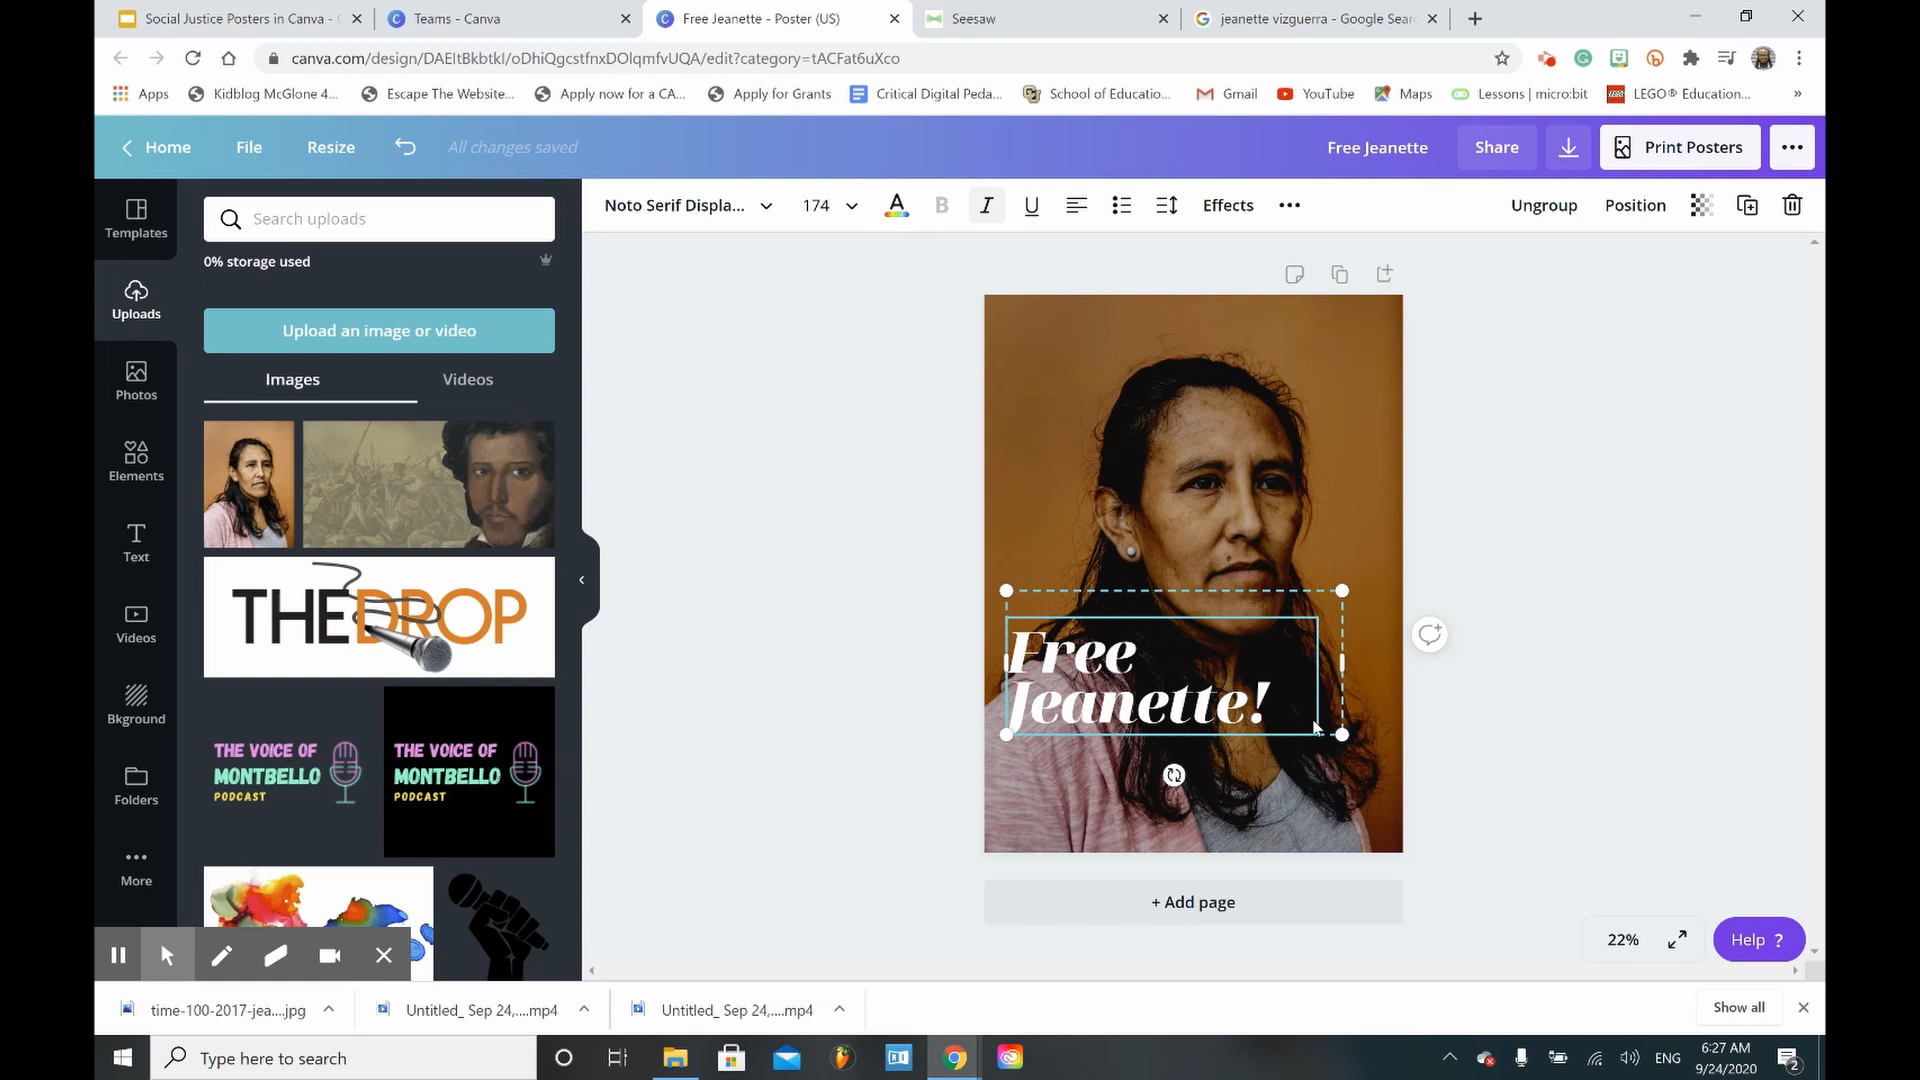 Social Justice Posters in Canva -
Teams - Canva
Free Jeanette - Poster (US)
Seesaw
jeanette vizguerra - Google Sear
canva.com/design/DAEItBkbtkI/oDhiQgcstfnxDOlqmfvUQA/edit?category=tACFat6uXco
Apps
Kidblog McGlone 4...
Escape The Website...
Apply now for a CA...
Apply for Grants
Critical Digital Peda...
School of Educatio...
Gmail
YouTube
Maps
Lessons | micro:bit
LEGO® Education...
»
Home
File
Resize
All changes saved
Free Jeanette
Share
Print Posters
Noto Serif Displa...
174
A
B
I
U
Effects
Ungroup
Position
Templates
Uploads
Photos
Elements
T
Text
Videos
Bkground
Folders
More
Search uploads
0% storage used
Upload an image or video
Images
Videos
THE DROP
THE VOICE OF
MONTBELLO
PODCAST
THE VOICE OF
MONTBELLO
PODCAST
Free
Jeanette!
+ Add page
22%
Help ?
time-100-2017-jea....jpg
Untitled_ Sep 24,....mp4
Untitled_ Sep 24,....mp4
Show all
Type here to search
ENG
6:27 AM
9/24/2020
2